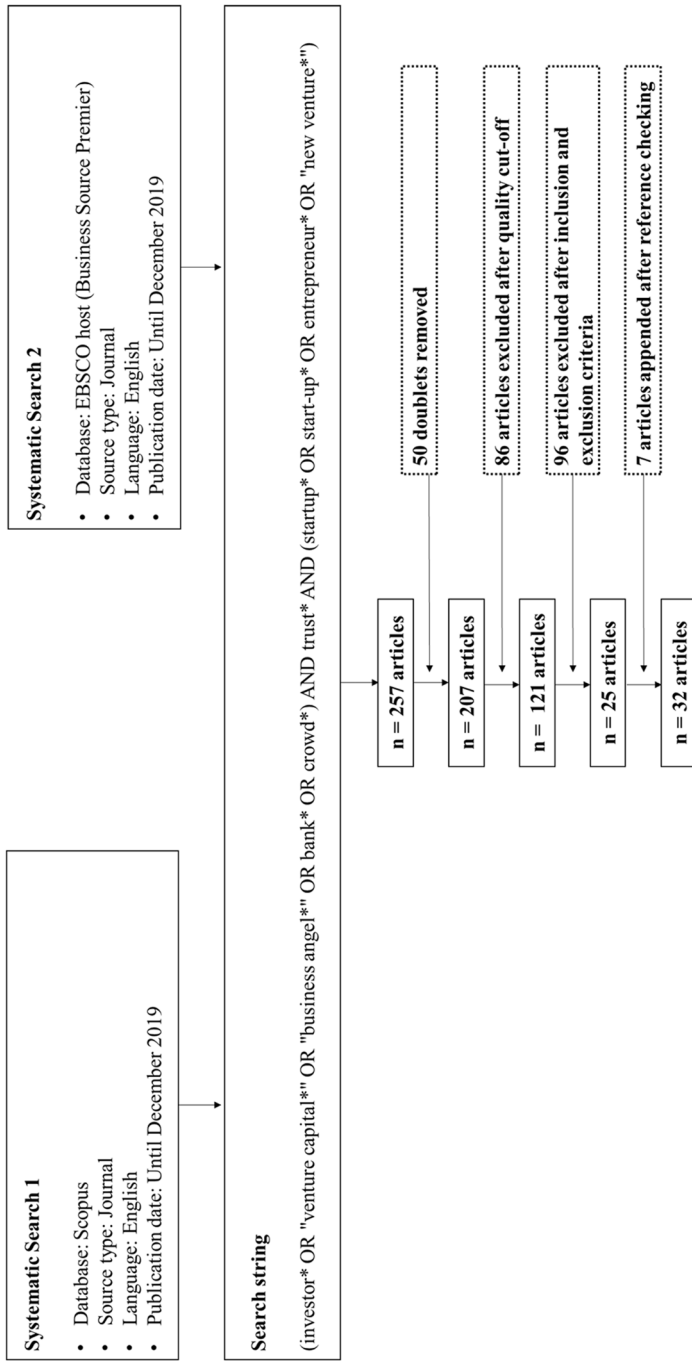 Systematic Search 1
• Database: Scopus
• Source type: Journal
• Language: English
• Publication date: Until December 2019
Systematic Search 2
• Database: EBSCO host (Business Source Premier)
• Source type: Journal
• Language: English
• Publication date: Until December 2019
Search string
(investor* OR "venture capital*" OR "business angel*" OR bank* OR crowd*) AND trust* AND (startup* OR start-up* OR entrepreneur* OR "new venture*")
n = 257 articles
50 doublets removed
n = 207 articles
86 articles excluded after quality cut-off
n = 121 articles
96 articles excluded after inclusion and
exclusion criteria
n = 25 articles
7 articles appended after reference checking
n = 32 articles